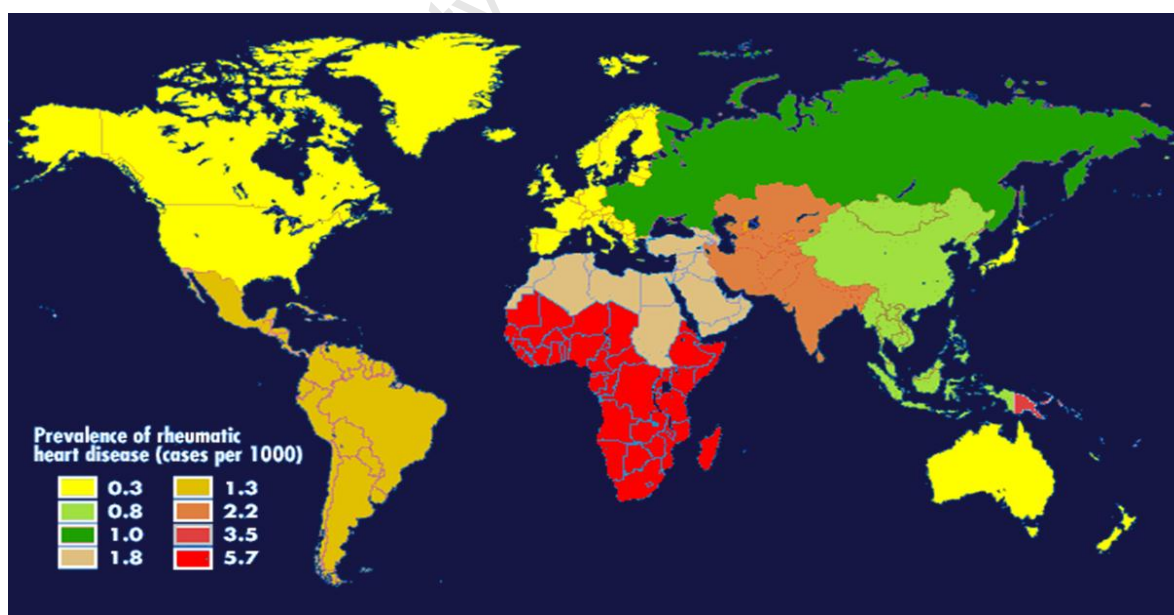 ty
Prevalence of rheumatic
heart disease (cases per 1000)
0.3 1.3
0.8 2.2
1.0 3.5
1.8 5.7